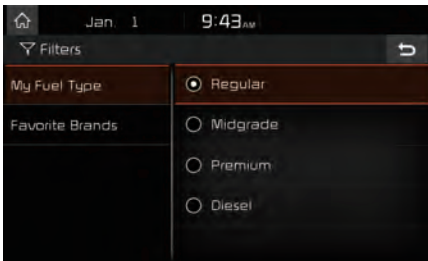 Jan. 1 9:43AM
Filters
My Fuel Type
Favorite Brands
Regular
Midgrade
Premium
Diesel